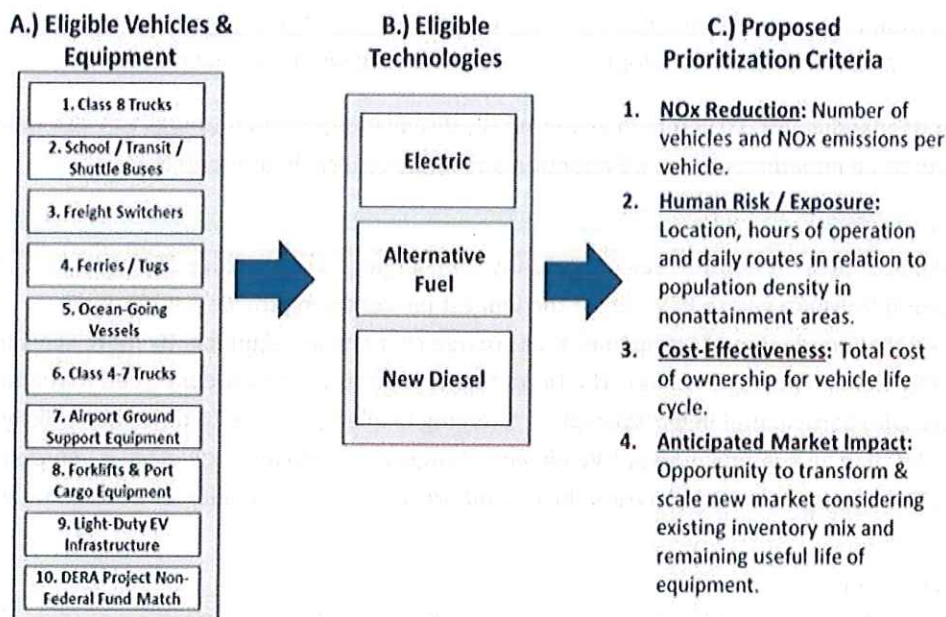 A.) Eligible Vehicles &
Equipment
1. Class 8 Trucks
2. School / Transit /
Shuttle Buses
3. Freight Switchers
4. Ferries / Tugs
5. Ocean-Going
Vessels
6. Class 4-7 Trucks
7. Airport Ground
Support Equipment
8. Forklifts & Port
Cargo Equipment
9. Light-Duty EV
Infrastructure
10. DERA Project Non-
Federal Fund Match
B.) Eligible
Technologies
Electric
Alternative
Fuel
New Diesel
C.) Proposed
Prioritization Criteria
1. NOx Reduction: Number of
vehicles and NOx emissions per
vehicle.
2. Human Risk / Exposure:
Location, hours of operation
and daily routes in relation to
population density in
nonattainment areas.
3. Cost-Effectiveness: Total cost
of ownership for vehicle life
cycle.
4. Anticipated Market Impact:
Opportunity to transform &
scale new market considering
existing inventory mix and
remaining useful life of
equipment.